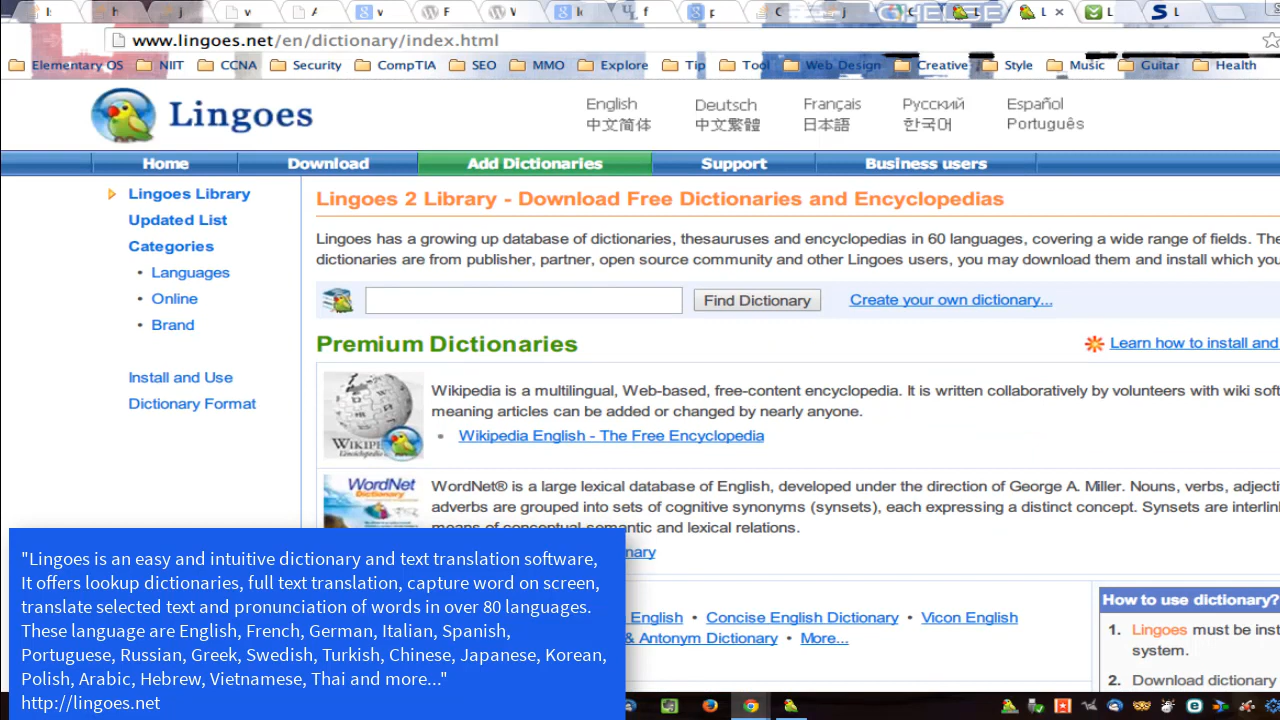 www.lingoes.net/en/dictionary/index.html
Elementary OS NIIT CCNA Security CompTIA SEO MMO Explore Tip Tool Web Design Creative Style Music Guitar Health
Lingoes
English Deutsch Français Русский Español
中文简体 中文繁體 日本語 한국어 Português
Home Download Add Dictionaries Support Business users
Lingoes Library
Updated List
Categories
• Languages
• Online
• Brand
Install and Use
Dictionary Format
Lingoes 2 Library - Download Free Dictionaries and Encyclopedias
Lingoes has a growing up database of dictionaries, thesauruses and encyclopedias in 60 languages, covering a wide range of fields. The
dictionaries are from publisher, partner, open source community and other Lingoes users, you may download them and install which you
Find Dictionary Create your own dictionary...
Premium Dictionaries
Learn how to install and
Wikipedia is a multilingual, Web-based, free-content encyclopedia. It is written collaboratively by volunteers with wiki soft
meaning articles can be added or changed by nearly anyone.
• Wikipedia English - The Free Encyclopedia
WordNet
Dictionary
WordNet® is a large lexical database of English, developed under the direction of George A. Miller. Nouns, verbs, adjecti
adverbs are grouped into sets of cognitive synonyms (synsets), each expressing a distinct concept. Synsets are interlin
means of conceptual-semantic and lexical relations.
nary
English • Concise English Dictionary • Vicon English
& Antonym Dictionary • More...
How to use dictionary?
1. Lingoes must be inst
system.
2. Download dictionary
"Lingoes is an easy and intuitive dictionary and text translation software,
It offers lookup dictionaries, full text translation, capture word on screen,
translate selected text and pronunciation of words in over 80 languages.
These language are English, French, German, Italian, Spanish,
Portuguese, Russian, Greek, Swedish, Turkish, Chinese, Japanese, Korean,
Polish, Arabic, Hebrew, Vietnamese, Thai and more..."
http://lingoes.net